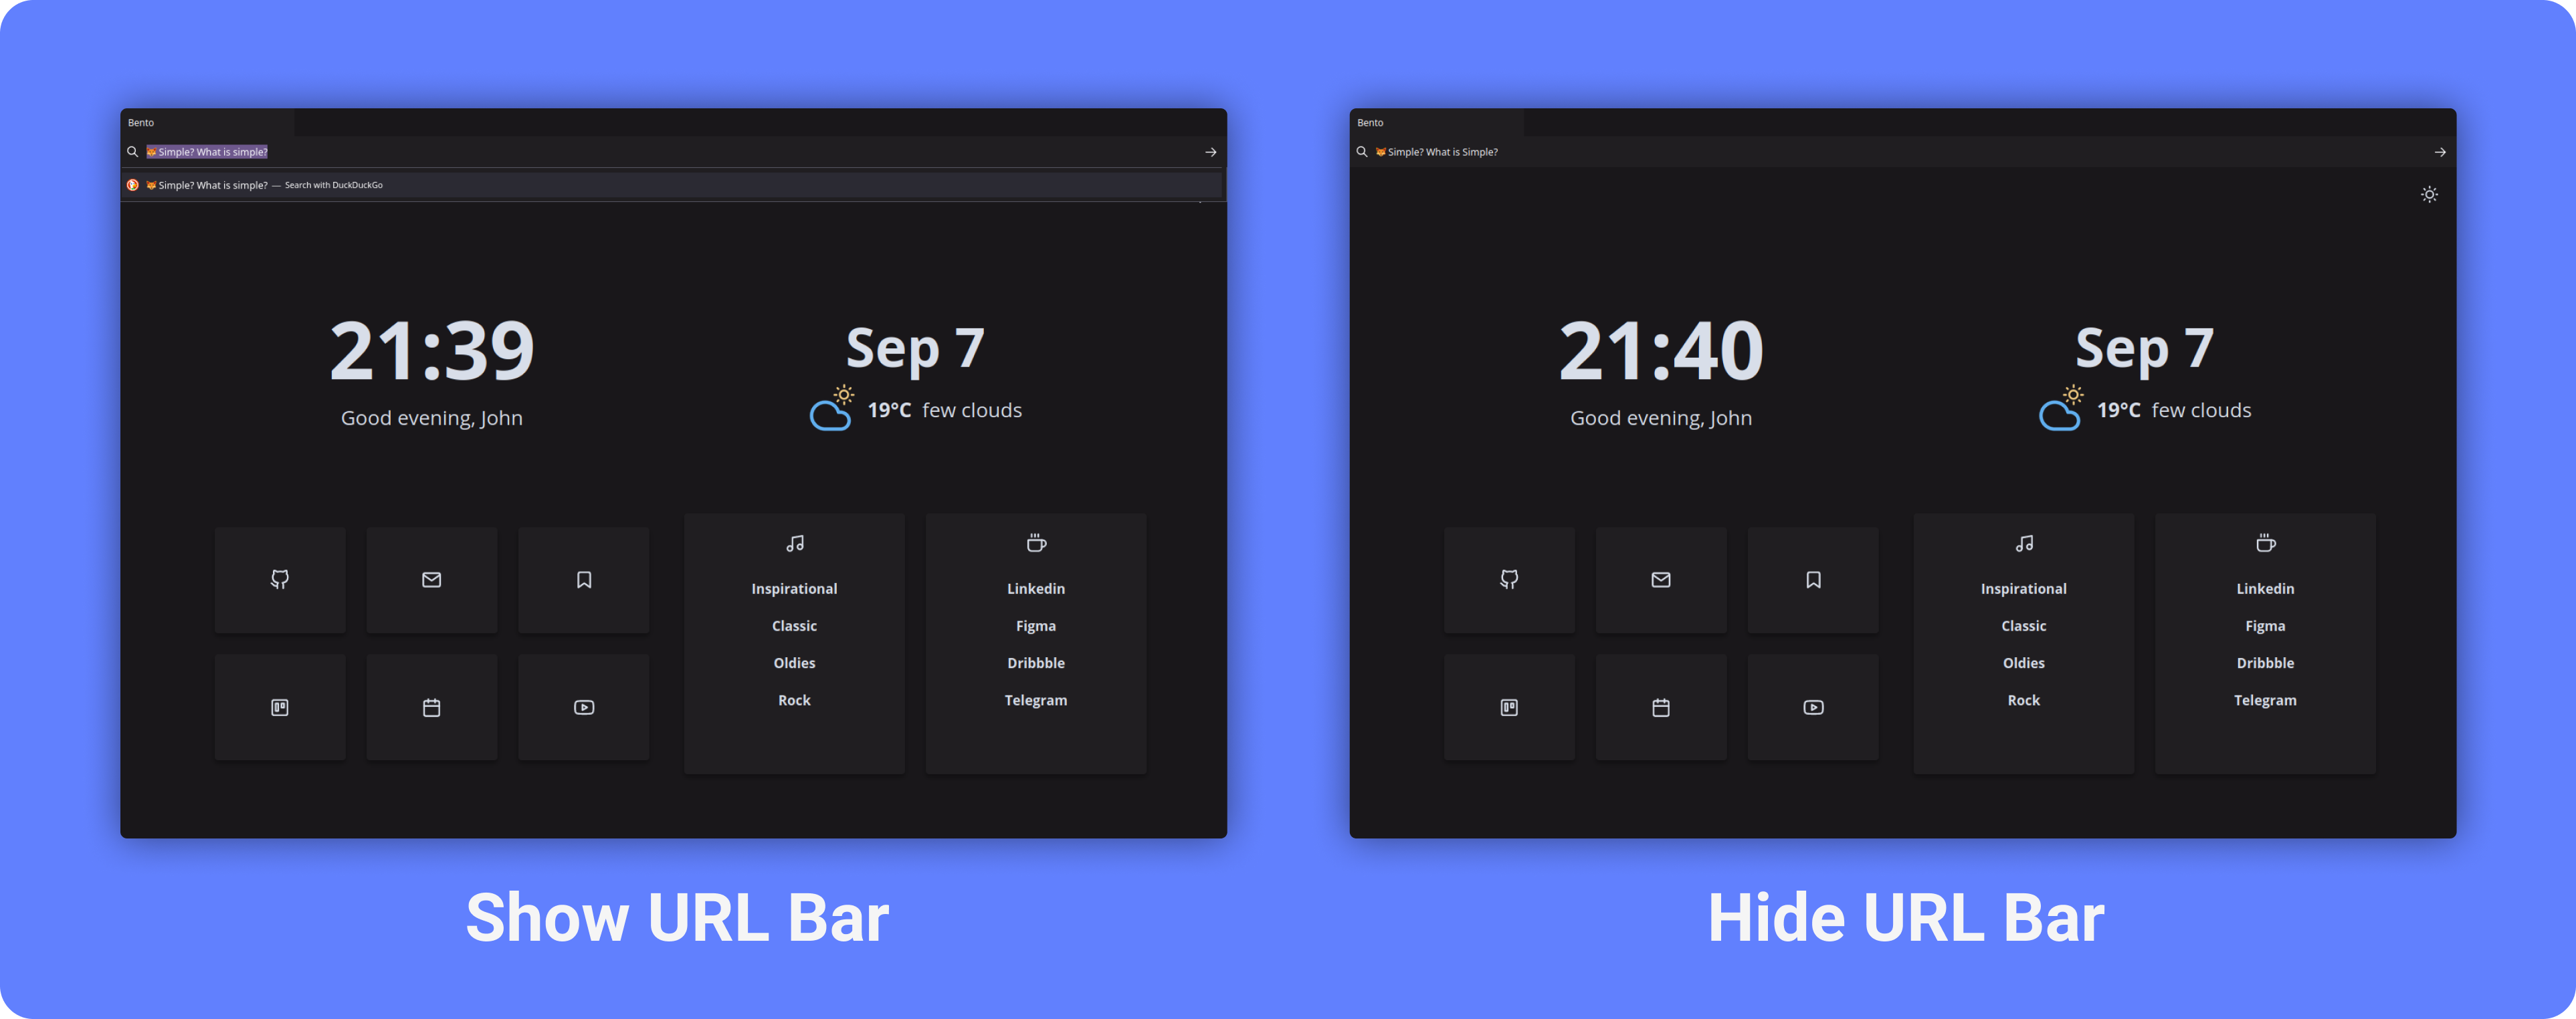 Bento
🦊 Simple? What is simple?
🦊 Simple? What is simple? — Search with DuckDuckGo
21:39
Good evening, John
Sep 7
19°C few clouds
Inspirational
Classic
Oldies
Rock
Linkedin
Figma
Dribbble
Telegram
Show URL Bar
Bento
🦊 Simple? What is Simple?
21:40
Good evening, John
Sep 7
19°C few clouds
Inspirational
Classic
Oldies
Rock
Linkedin
Figma
Dribbble
Telegram
Hide URL Bar